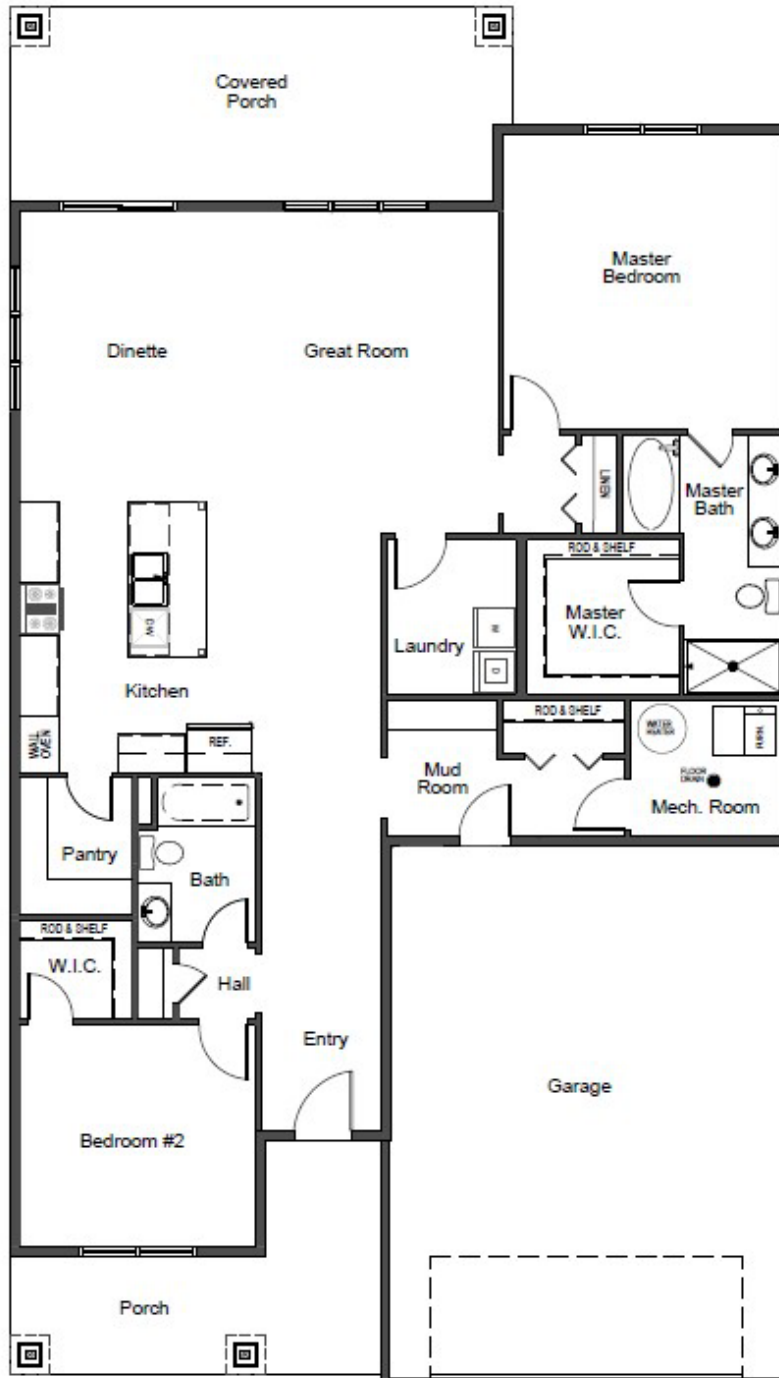 Covered
Porch
Master
Bedroom
Dinette
Great Room
LINEN
Master
Bath
ROD & SHELF
DW
Laundry
W
Master
W.I.C.
D
Kitchen
WALL
OVEN
REF.
ROD & SHELF
WATER
HEATER
FURN.
Mud
Room
FLOOR
DRAIN
Mech. Room
Pantry
Bath
ROD & SHELF
W.I.C.
Hall
Entry
Garage
Bedroom #2
Porch